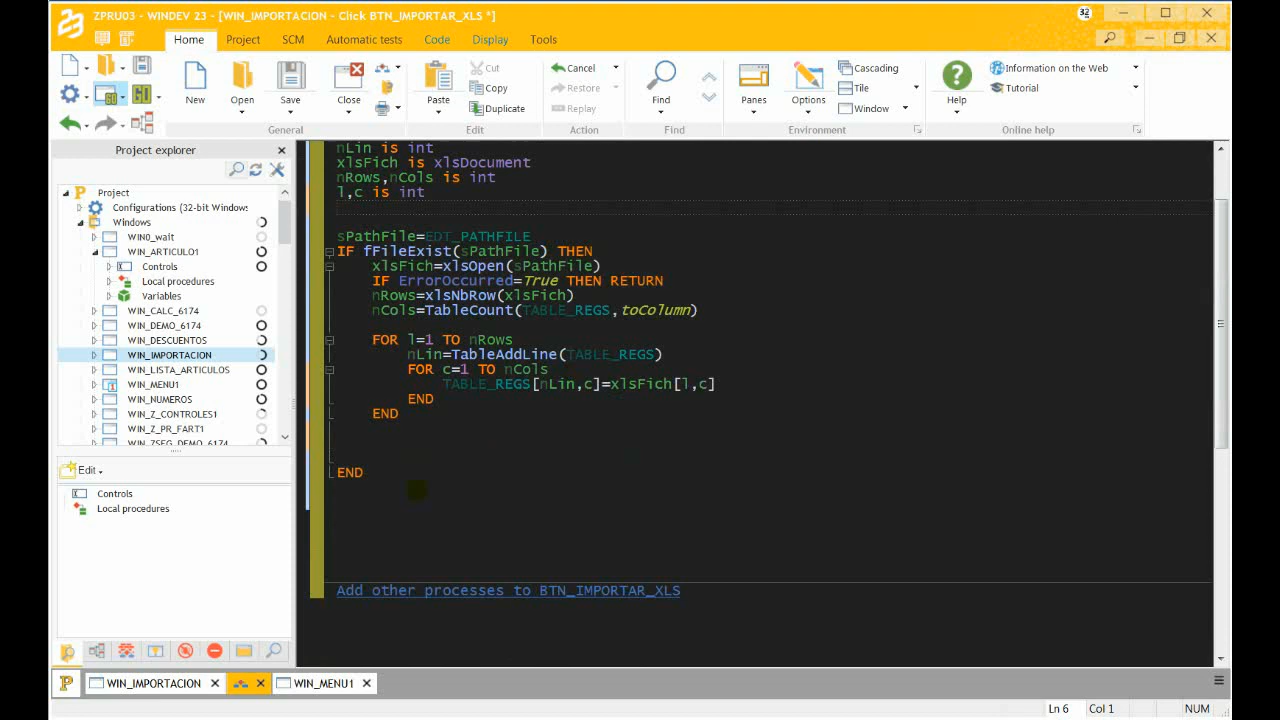 ZPRU03 - WINDEV 23 - [WIN_IMPORTACION - Click BTN_IMPORTAR_XLS *]
32
23
Home Project SCM Automatic tests Code Display Tools
New Open Save Close Paste Cut Copy Duplicate Cancel Restore Replay Find Panes Options Cascading Tile Window Help Information on the Web Tutorial
General Edit Action Find Environment Online help
Project explorer
Project
Configurations (32-bit Windows
Windows
WIN0_wait
WIN_ARTICULO1
Controls
Local procedures
Variables
WIN_CALC_6174
WIN_DEMO_6174
WIN_DESCUENTOS
WIN_IMPORTACION
WIN_LISTA_ARTICULOS
WIN_MENU1
WIN_NUMEROS
WIN_Z_CONTROLES1
WIN_Z_PR_FART1
WIN_ZSEG_DEMO_6174
Edit
Controls
Local procedures
nLin is int
xlsFich is xlsDocument
nRows,nCols is int
l,c is int
sPathFile=EDT_PATHFILE
IF fFileExist(sPathFile) THEN
xlsFich=xlsOpen(sPathFile)
IF ErrorOccurred=True THEN RETURN
nRows=xlsNbRow(xlsFich)
nCols=TableCount(TABLE_REGS,toColumn)
FOR l=1 TO nRows
nLin=TableAddLine(TABLE_REGS)
FOR c=1 TO nCols
TABLE_REGS[nLin,c]=xlsFich[l,c]
END
END
END
Add other processes to BTN_IMPORTAR_XLS
P WIN_IMPORTACION WIN_MENU1
Ln 6 Col 1 NUM